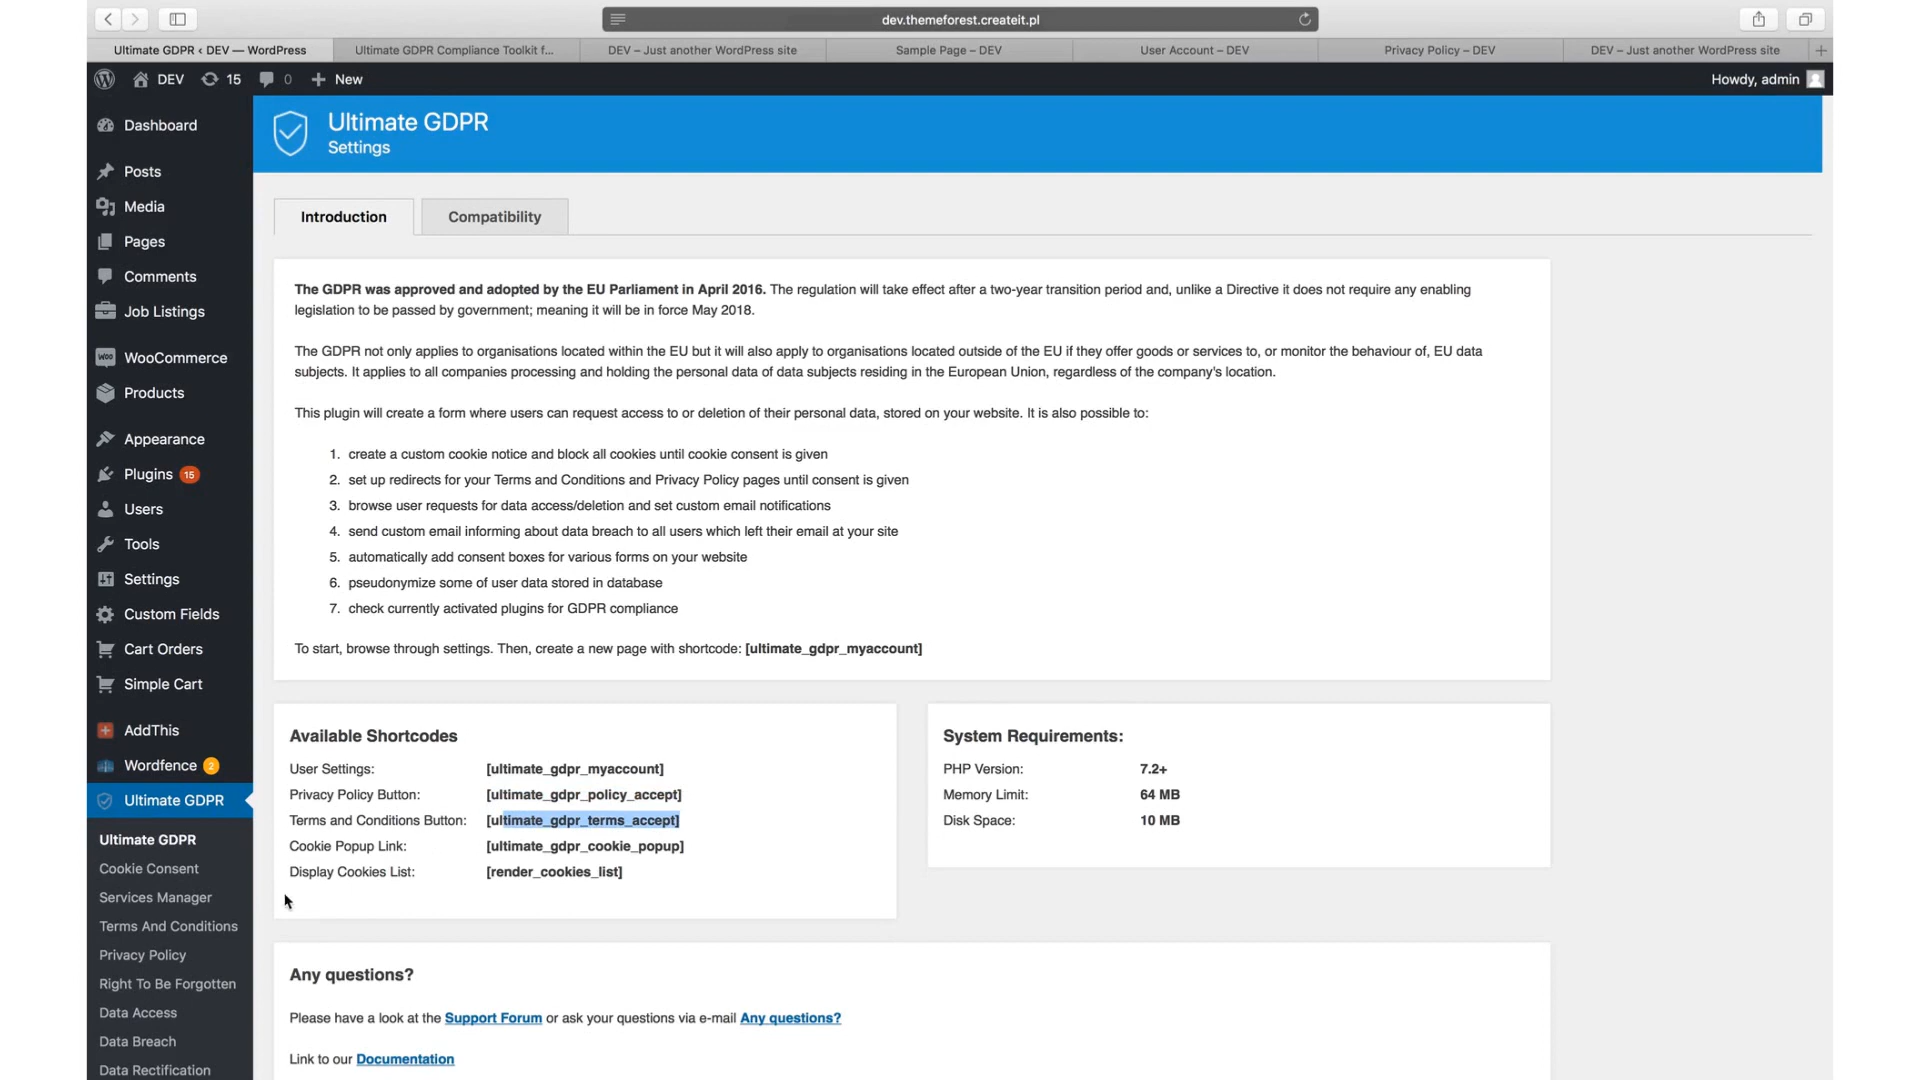 dev.themeforest.createit.pl
Ultimate GDPR ‹ DEV — WordPress
Ultimate GDPR Compliance Toolkit f...
DEV – Just another WordPress site
Sample Page – DEV
User Account – DEV
Privacy Policy – DEV
DEV – Just another WordPress site
DEV 15 0 New
Howdy, admin
Dashboard
Posts
Media
Pages
Comments
Job Listings
WooCommerce
Products
Appearance
Plugins 15
Users
Tools
Settings
Custom Fields
Cart Orders
Simple Cart
AddThis
Wordfence 2
Ultimate GDPR
Ultimate GDPR
Cookie Consent
Services Manager
Terms And Conditions
Privacy Policy
Right To Be Forgotten
Data Access
Data Breach
Data Rectification
Ultimate GDPR
Settings
Introduction
Compatibility
The GDPR was approved and adopted by the EU Parliament in April 2016. The regulation will take effect after a two-year transition period and, unlike a Directive it does not require any enabling
legislation to be passed by government; meaning it will be in force May 2018.
The GDPR not only applies to organisations located within the EU but it will also apply to organisations located outside of the EU if they offer goods or services to, or monitor the behaviour of, EU data
subjects. It applies to all companies processing and holding the personal data of data subjects residing in the European Union, regardless of the company's location.
This plugin will create a form where users can request access to or deletion of their personal data, stored on your website. It is also possible to:
1. create a custom cookie notice and block all cookies until cookie consent is given
2. set up redirects for your Terms and Conditions and Privacy Policy pages until consent is given
3. browse user requests for data access/deletion and set custom email notifications
4. send custom email informing about data breach to all users which left their email at your site
5. automatically add consent boxes for various forms on your website
6. pseudonymize some of user data stored in database
7. check currently activated plugins for GDPR compliance
To start, browse through settings. Then, create a new page with shortcode: [ultimate_gdpr_myaccount]
Available Shortcodes
User Settings: [ultimate_gdpr_myaccount]
Privacy Policy Button: [ultimate_gdpr_policy_accept]
Terms and Conditions Button: [ultimate_gdpr_terms_accept]
Cookie Popup Link: [ultimate_gdpr_cookie_popup]
Display Cookies List: [render_cookies_list]
System Requirements:
PHP Version: 7.2+
Memory Limit: 64 MB
Disk Space: 10 MB
Any questions?
Please have a look at the Support Forum or ask your questions via e-mail Any questions?
Link to our Documentation